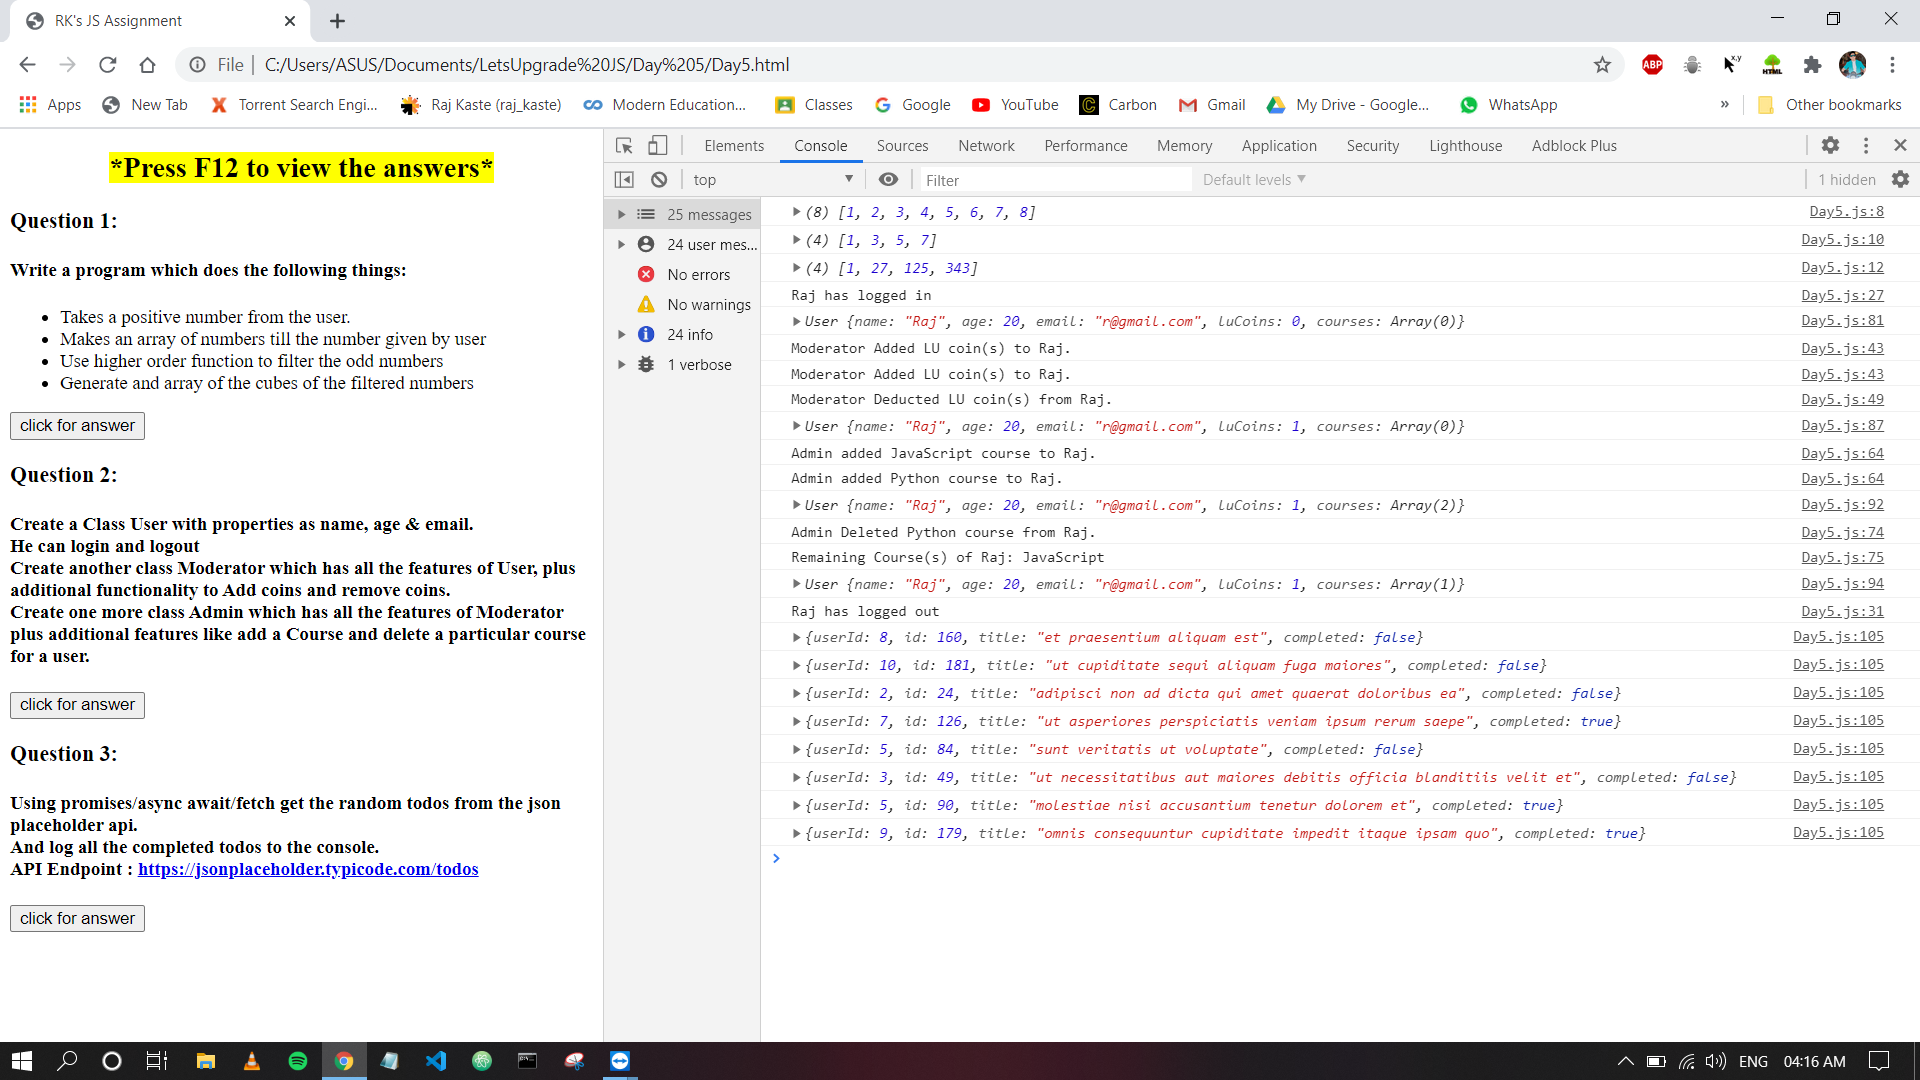 RK's JS Assignment
File
C:/Users/ASUS/Documents/LetsUpgrade%20JS/Day%205/Day5.html
ABP
x,y
HTML
Apps
New Tab
Torrent Search Engi...
Raj Kaste (raj_kaste)
Modern Education...
Classes
Google
YouTube
Carbon
Gmail
My Drive - Google...
WhatsApp
»
Other bookmarks
*Press F12 to view the answers*
Question 1:
Write a program which does the following things:
• Takes a positive number from the user.
• Makes an array of numbers till the number given by user
• Use higher order function to filter the odd numbers
• Generate and array of the cubes of the filtered numbers
click for answer
Question 2:
Create a Class User with properties as name, age & email.
He can login and logout
Create another class Moderator which has all the features of User, plus
additional functionality to Add coins and remove coins.
Create one more class Admin which has all the features of Moderator
plus additional features like add a Course and delete a particular course
for a user.
click for answer
Question 3:
Using promises/async await/fetch get the random todos from the json
placeholder api.
And log all the completed todos to the console.
API Endpoint : https://jsonplaceholder.typicode.com/todos
click for answer
Elements
Console
Sources
Network
Performance
Memory
Application
Security
Lighthouse
Adblock Plus
top
Filter
Default levels
1 hidden
25 messages
24 user mes...
No errors
No warnings
24 info
1 verbose
(8) [1, 2, 3, 4, 5, 6, 7, 8] Day5.js:8
(4) [1, 3, 5, 7] Day5.js:10
(4) [1, 27, 125, 343] Day5.js:12
Raj has logged in Day5.js:27
User {name: "Raj", age: 20, email: "r@gmail.com", luCoins: 0, courses: Array(0)} Day5.js:81
Moderator Added LU coin(s) to Raj. Day5.js:43
Moderator Added LU coin(s) to Raj. Day5.js:43
Moderator Deducted LU coin(s) from Raj. Day5.js:49
User {name: "Raj", age: 20, email: "r@gmail.com", luCoins: 1, courses: Array(0)} Day5.js:87
Admin added JavaScript course to Raj. Day5.js:64
Admin added Python course to Raj. Day5.js:64
User {name: "Raj", age: 20, email: "r@gmail.com", luCoins: 1, courses: Array(2)} Day5.js:92
Admin Deleted Python course from Raj. Day5.js:74
Remaining Course(s) of Raj: JavaScript Day5.js:75
User {name: "Raj", age: 20, email: "r@gmail.com", luCoins: 1, courses: Array(1)} Day5.js:94
Raj has logged out Day5.js:31
{userId: 8, id: 160, title: "et praesentium aliquam est", completed: false} Day5.js:105
{userId: 10, id: 181, title: "ut cupiditate sequi aliquam fuga maiores", completed: false} Day5.js:105
{userId: 2, id: 24, title: "adipisci non ad dicta qui amet quaerat doloribus ea", completed: false} Day5.js:105
{userId: 7, id: 126, title: "ut asperiores perspiciatis veniam ipsum rerum saepe", completed: true} Day5.js:105
{userId: 5, id: 84, title: "sunt veritatis ut voluptate", completed: false} Day5.js:105
{userId: 3, id: 49, title: "ut necessitatibus aut maiores debitis officia blanditiis velit et", completed: false} Day5.js:105
{userId: 5, id: 90, title: "molestiae nisi accusantium tenetur dolorem et", completed: true} Day5.js:105
{userId: 9, id: 179, title: "omnis consequuntur cupiditate impedit itaque ipsam quo", completed: true} Day5.js:105
ENG
04:16 AM